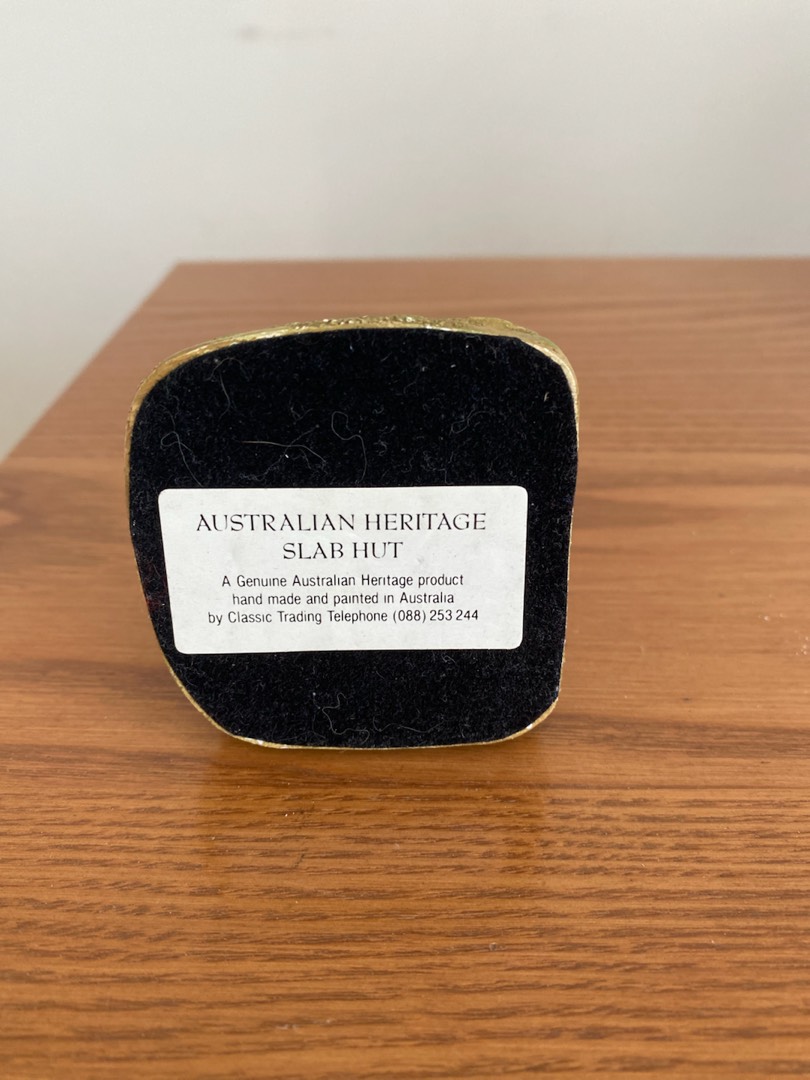 AUSTRALIAN HERITAGE
SLAB HUT
A Genuine Australian Heritage product
hand made and painted in Australia
by Classic Trading Telephone (088) 253 244